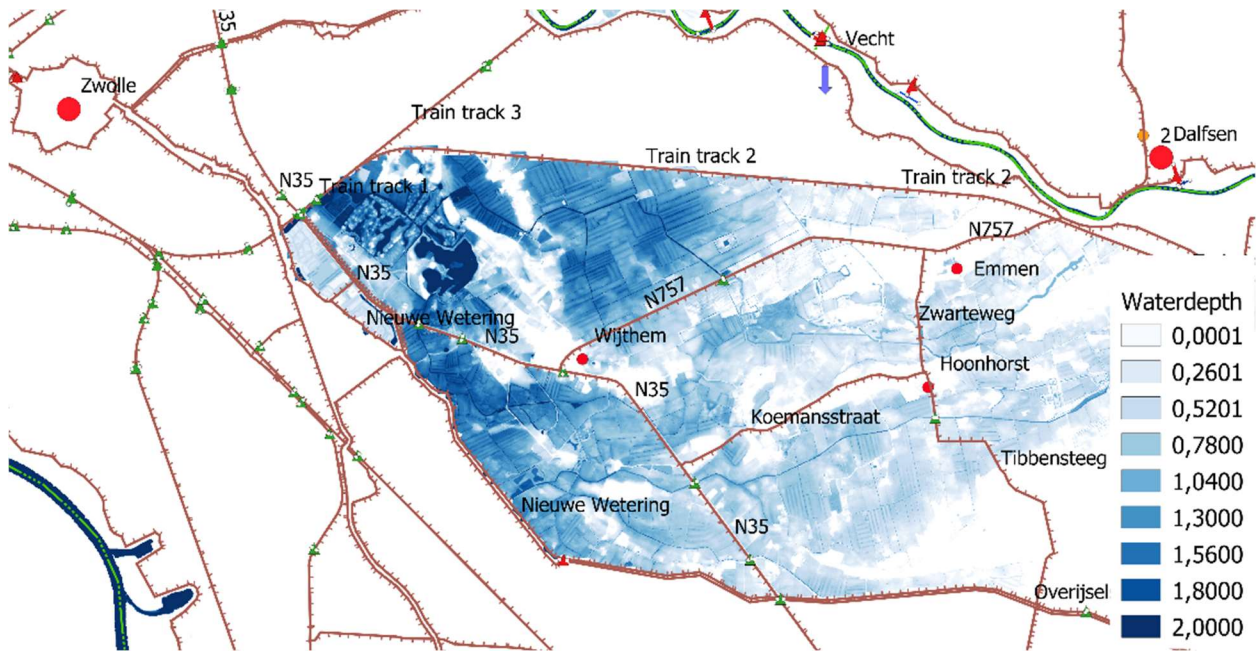 35
Vecht
Zwolle
Train track 3
2 Dalfsen
Train track 2
N35
Train track 1
Train track 2
N757
Emmen
N35
N757
Waterdepth
Nieuwe Wetering
Zwarteweg
0,0001
N35
Wijthem
0,2601
Hoonhorst
N35
0,5201
Koemansstraat
0,7800
Tibbensteeg
1,0400
Nieuwe Wetering
1,3000
N35
1,5600
1,8000
Overijsel
2,0000